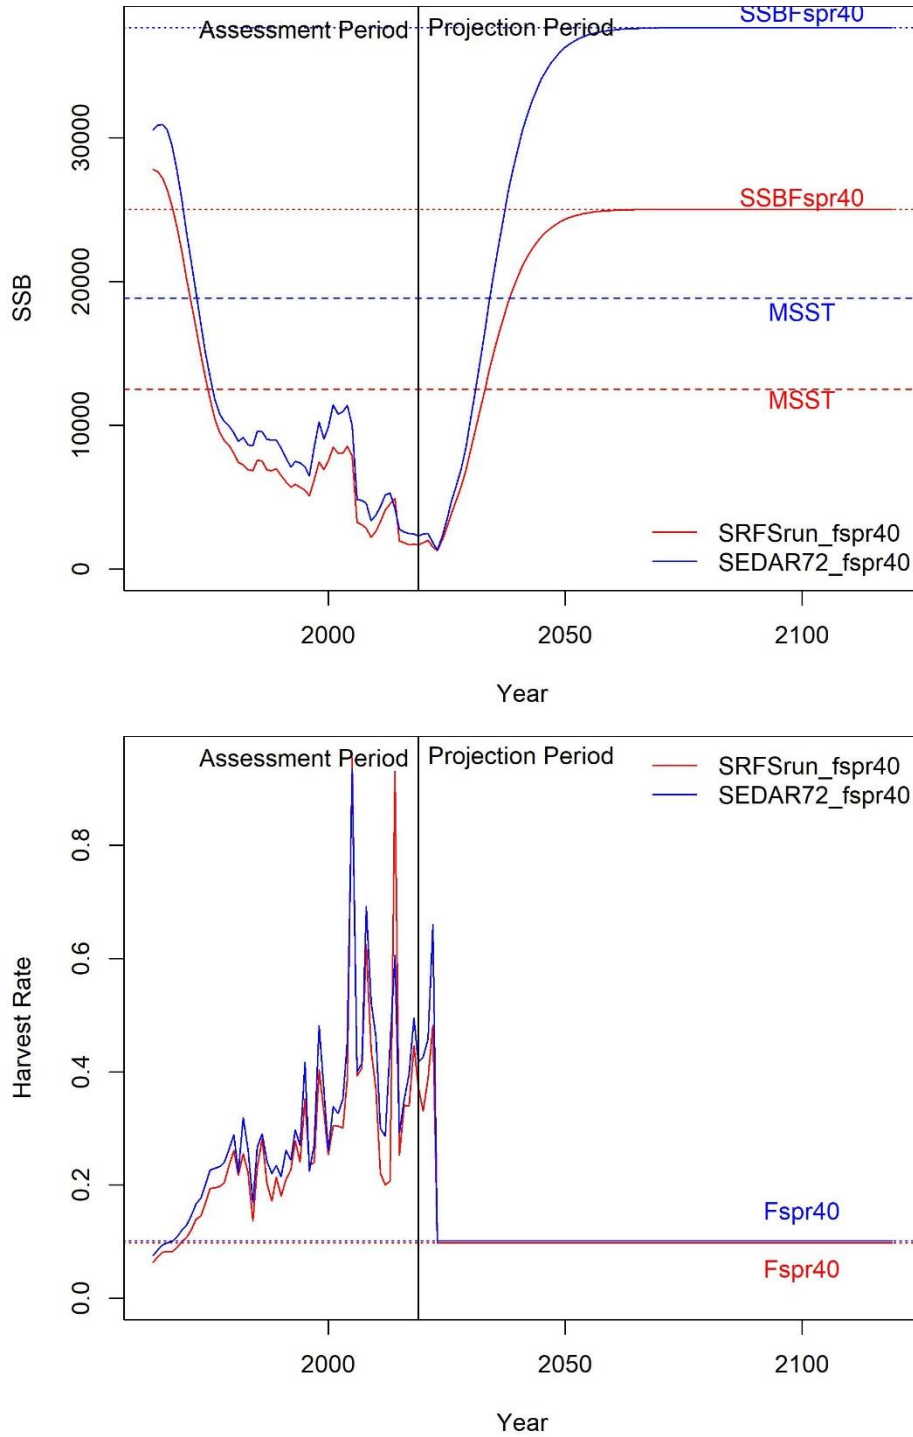 SSBFspr40
Assessment Period
Projection Period
30000
SSBFspr40
20000
MSST
SSB
10000
MSST
SRFSrun_fspr40
SEDAR72_fspr40
0
2000
2050
2100
Year
Assessment Period
Projection Period
SRFSrun_fspr40
SEDAR72_fspr40
0.8
0.6
Harvest Rate
0.4
0.2
Fspr40
Fspr40
0.0
2000
2050
2100
Year